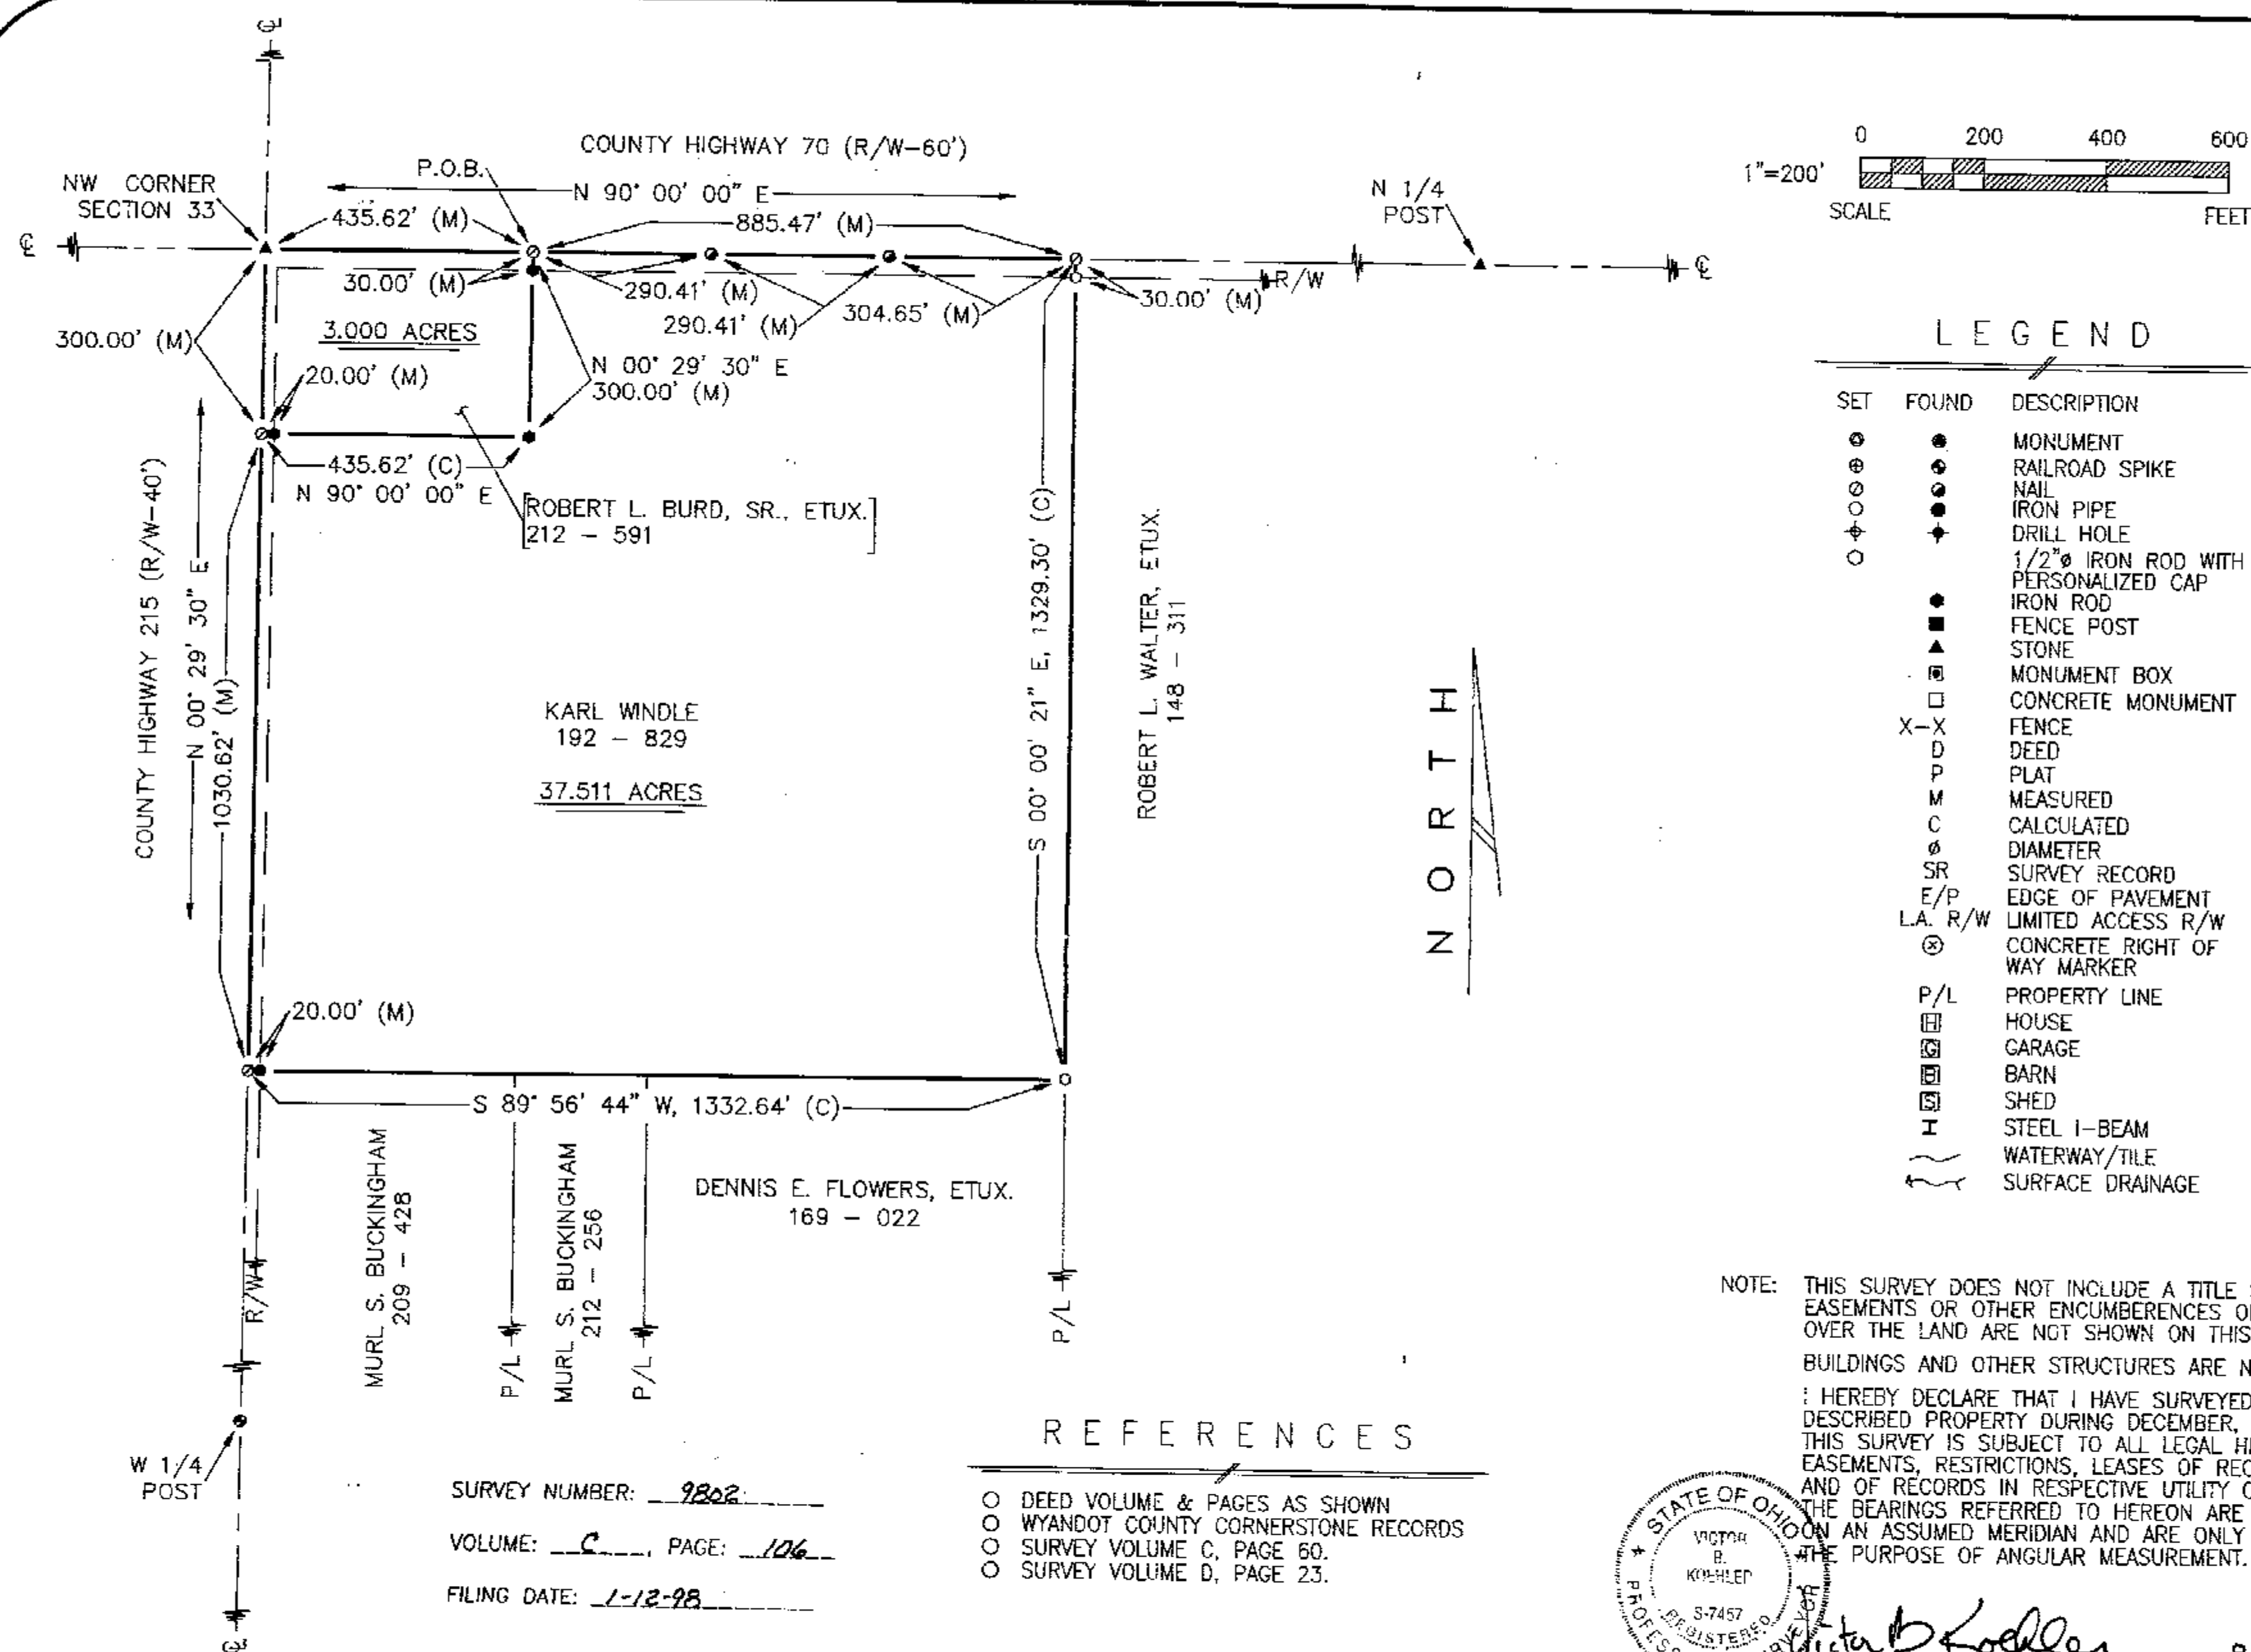 COUNTY HIGHWAY 70 (R/W-60')
P.O.B.
N 90° 00' 00" E
NW CORNER
SECTION 33
435.62' (M)
885.47' (M)
N 1/4
POST
℄
℄
℄
30.00' (M)
290.41' (M)
290.41' (M)
304.65' (M)
30.00' (M)
R/W
300.00' (M)
3.000 ACRES
20.00' (M)
N 00° 29' 30" E
300.00' (M)
435.62' (C)
N 90° 00' 00" E
[ROBERT L. BURD, SR., ETUX.]
212 – 591
COUNTY HIGHWAY 215 (R/W-40')
N 00° 29' 30" E
1030.62' (M)
KARL WINDLE
192 – 829
37.511 ACRES
S 00° 00' 21" E, 1329.30' (C)
ROBERT L. WALTER, ETUX.
148 – 311
NORTH
20.00' (M)
S 89° 56' 44" W, 1332.64' (C)
MURL S. BUCKINGHAM
209 – 428
MURL S. BUCKINGHAM
212 – 256
DENNIS E. FLOWERS, ETUX.
169 – 022
R/W
P/L
P/L
P/L
W 1/4
POST
℄
SURVEY NUMBER: 9802
VOLUME: C, PAGE: 106
FILING DATE: 1-12-98
REFERENCES
DEED VOLUME & PAGES AS SHOWN
WYANDOT COUNTY CORNERSTONE RECORDS
SURVEY VOLUME C, PAGE 60.
SURVEY VOLUME D, PAGE 23.
0 200 400 600
1"=200'
SCALE FEET
LEGEND
SET FOUND DESCRIPTION
MONUMENT
RAILROAD SPIKE
NAIL
IRON PIPE
DRILL HOLE
1/2"ø IRON ROD WITH
PERSONALIZED CAP
IRON ROD
FENCE POST
STONE
MONUMENT BOX
CONCRETE MONUMENT
X-X FENCE
D DEED
P PLAT
M MEASURED
C CALCULATED
ø DIAMETER
SR SURVEY RECORD
E/P EDGE OF PAVEMENT
L.A. R/W LIMITED ACCESS R/W
CONCRETE RIGHT OF
WAY MARKER
P/L PROPERTY LINE
H HOUSE
G GARAGE
B BARN
S SHED
I STEEL I-BEAM
WATERWAY/TILE
SURFACE DRAINAGE
NOTE: THIS SURVEY DOES NOT INCLUDE A TITLE
EASEMENTS OR OTHER ENCUMBERENCES
OVER THE LAND ARE NOT SHOWN ON THIS
BUILDINGS AND OTHER STRUCTURES ARE
I HEREBY DECLARE THAT I HAVE SURVEYED
DESCRIBED PROPERTY DURING DECEMBER,
THIS SURVEY IS SUBJECT TO ALL LEGAL
EASEMENTS, RESTRICTIONS, LEASES OF
AND OF RECORDS IN RESPECTIVE UTILITY
THE BEARINGS REFERRED TO HEREON ARE
ON AN ASSUMED MERIDIAN AND ARE ONLY
THE PURPOSE OF ANGULAR MEASUREMENT.
STATE OF OHIO
VICTOR
B.
KOEHLER
S-7457
REGISTERED
Victor B Koehler